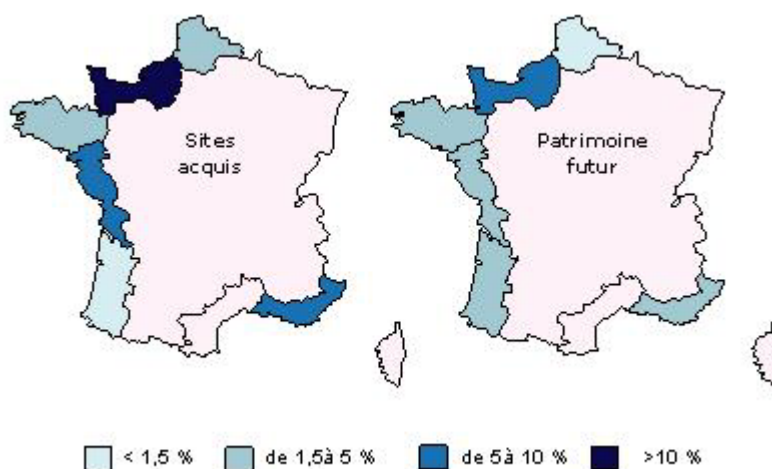 Sites
acquis
Patrimoine
futur
< 1,5 % de 1,5à 5 % de 5à 10 % >10 %